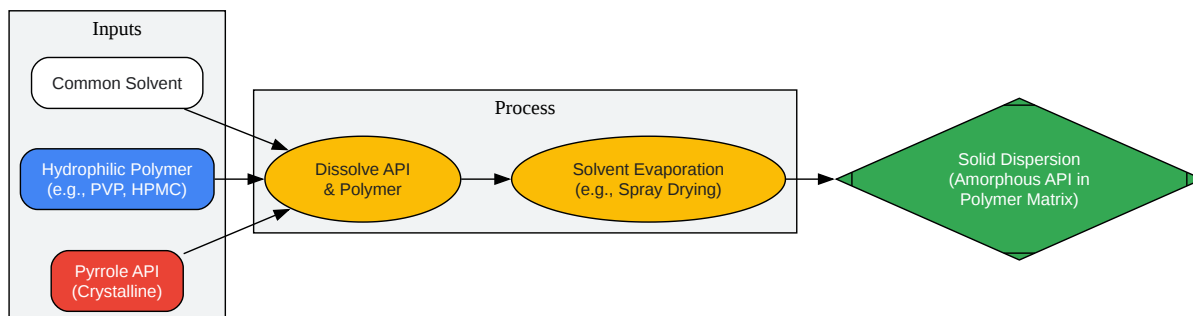 Inputs
Common Solvent
Hydrophilic Polymer
(e.g., PVP, HPMC)
Pyrrole API
(Crystalline)
Process
Dissolve API
& Polymer
Solvent Evaporation
(e.g., Spray Drying)
Solid Dispersion
(Amorphous API in
Polymer Matrix)